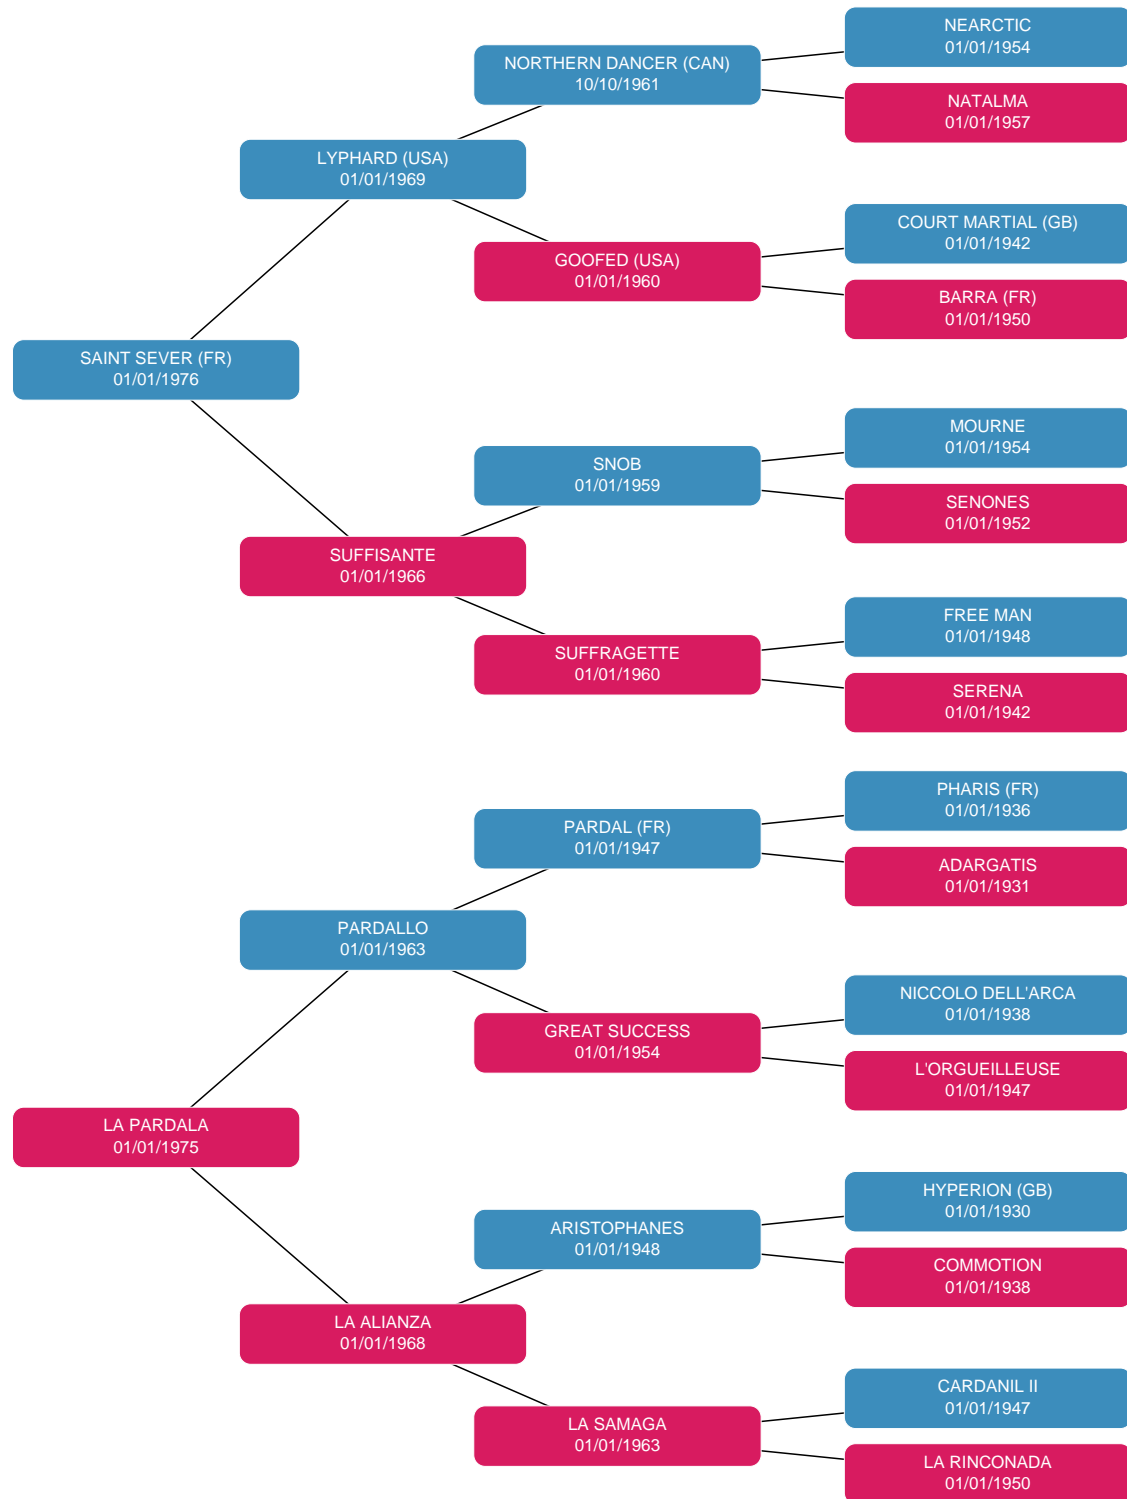 NEARCTIC
01/01/1954
NORTHERN DANCER (CAN)
10/10/1961
NATALMA
01/01/1957
LYPHARD (USA)
01/01/1969
COURT MARTIAL (GB)
01/01/1942
GOOFED (USA)
01/01/1960
BARRA (FR)
01/01/1950
SAINT SEVER (FR)
01/01/1976
MOURNE
01/01/1954
SNOB
01/01/1959
SENONES
01/01/1952
SUFFISANTE
01/01/1966
FREE MAN
01/01/1948
SUFFRAGETTE
01/01/1960
SERENA
01/01/1942
PHARIS (FR)
01/01/1936
PARDAL (FR)
01/01/1947
ADARGATIS
01/01/1931
PARDALLO
01/01/1963
NICCOLO DELL'ARCA
01/01/1938
GREAT SUCCESS
01/01/1954
L'ORGUEILLEUSE
01/01/1947
LA PARDALA
01/01/1975
HYPERION (GB)
01/01/1930
ARISTOPHANES
01/01/1948
COMMOTION
01/01/1938
LA ALIANZA
01/01/1968
CARDANIL II
01/01/1947
LA SAMAGA
01/01/1963
LA RINCONADA
01/01/1950